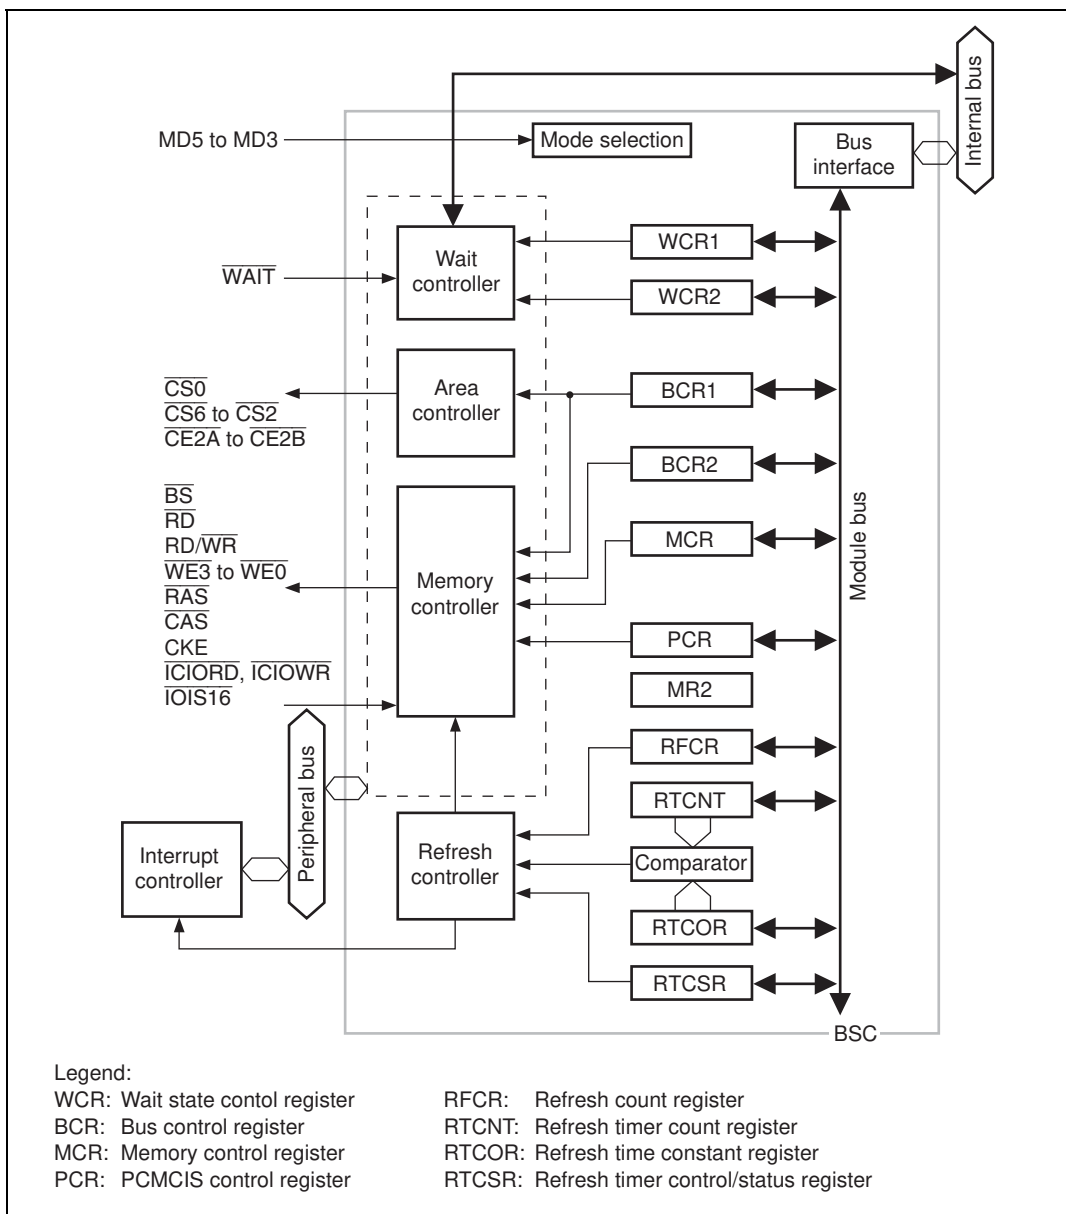 Internal bus
MD5 to MD3
Mode selection
Bus
interface
WAIT
Wait
controller
WCR1
WCR2
CS0
CS6 to CS2
CE2A to CE2B
Area
controller
BCR1
BCR2
BS
RD
RD/WR
WE3 to WE0
RAS
CAS
CKE
ICIORD, ICIOWR
IOIS16
Memory
controller
MCR
Module bus
PCR
MR2
RFCR
Peripheral bus
RTCNT
Interrupt
controller
Refresh
controller
Comparator
RTCOR
RTCSR
BSC
Legend:
WCR: Wait state contol register
BCR: Bus control register
MCR: Memory control register
PCR: PCMCIS control register
RFCR: Refresh count register
RTCNT: Refresh timer count register
RTCOR: Refresh time constant register
RTCSR: Refresh timer control/status register